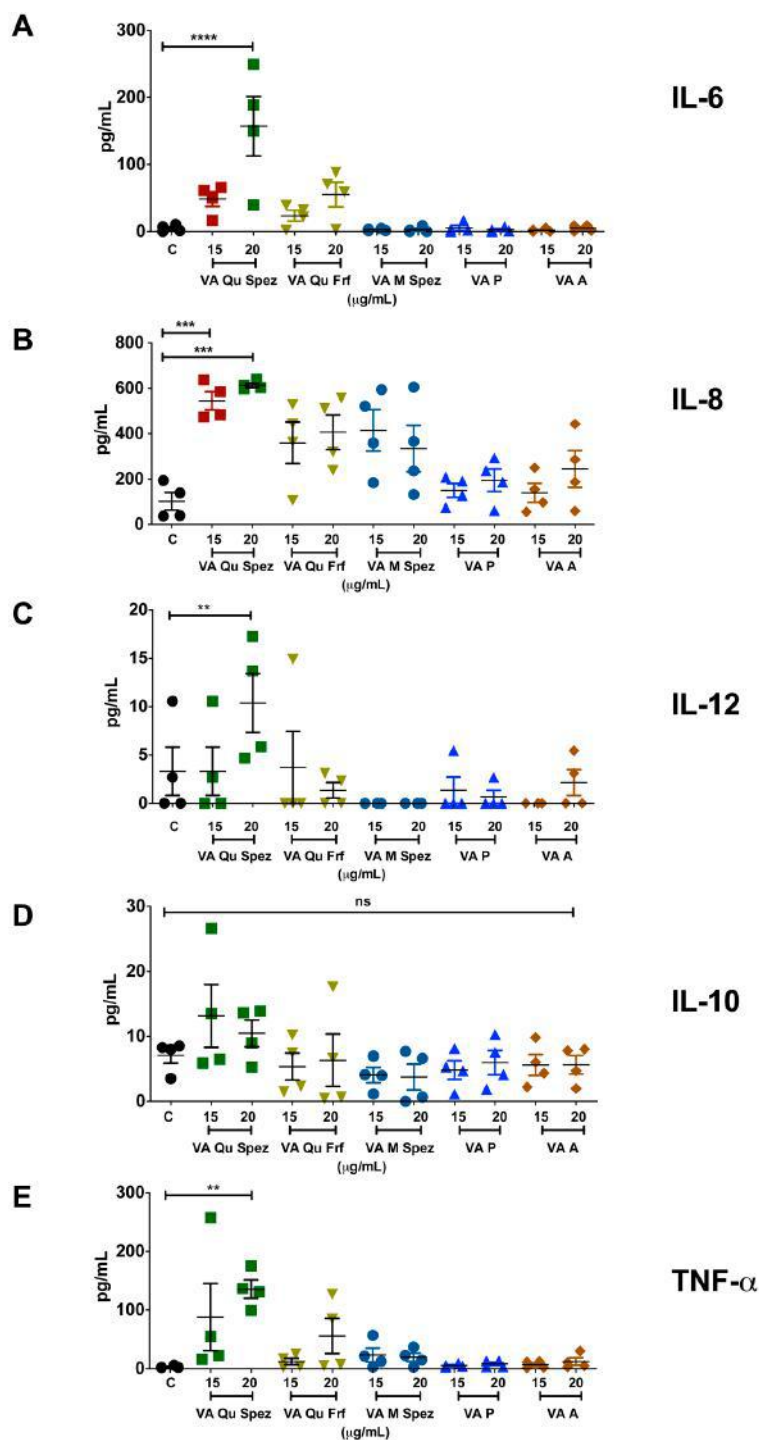 A
IL-6
****
300
200
100
0
pg/mL
C 15 20 15 20 15 20 15 20 15 20
VA Qu Spez VA Qu Frf VA M Spez VA P VA A
(μg/mL)
B
IL-8
***
***
800
600
400
200
0
pg/mL
C 15 20 15 20 15 20 15 20 15 20
VA Qu Spez VA Qu Frf VA M Spez VA P VA A
(μg/mL)
C
IL-12
**
20
15
10
5
0
pg/mL
C 15 20 15 20 15 20 15 20 15 20
VA Qu Spez VA Qu Frf VA M Spez VA P VA A
(μg/mL)
D
IL-10
ns
30
20
10
0
pg/mL
C 15 20 15 20 15 20 15 20 15 20
VA Qu Spez VA Qu Frf VA M Spez VA P VA A
(μg/mL)
E
TNF-α
**
300
200
100
0
pg/mL
C 15 20 15 20 15 20 15 20 15 20
VA Qu Spez VA Qu Frf VA M Spez VA P VA A
(μg/mL)